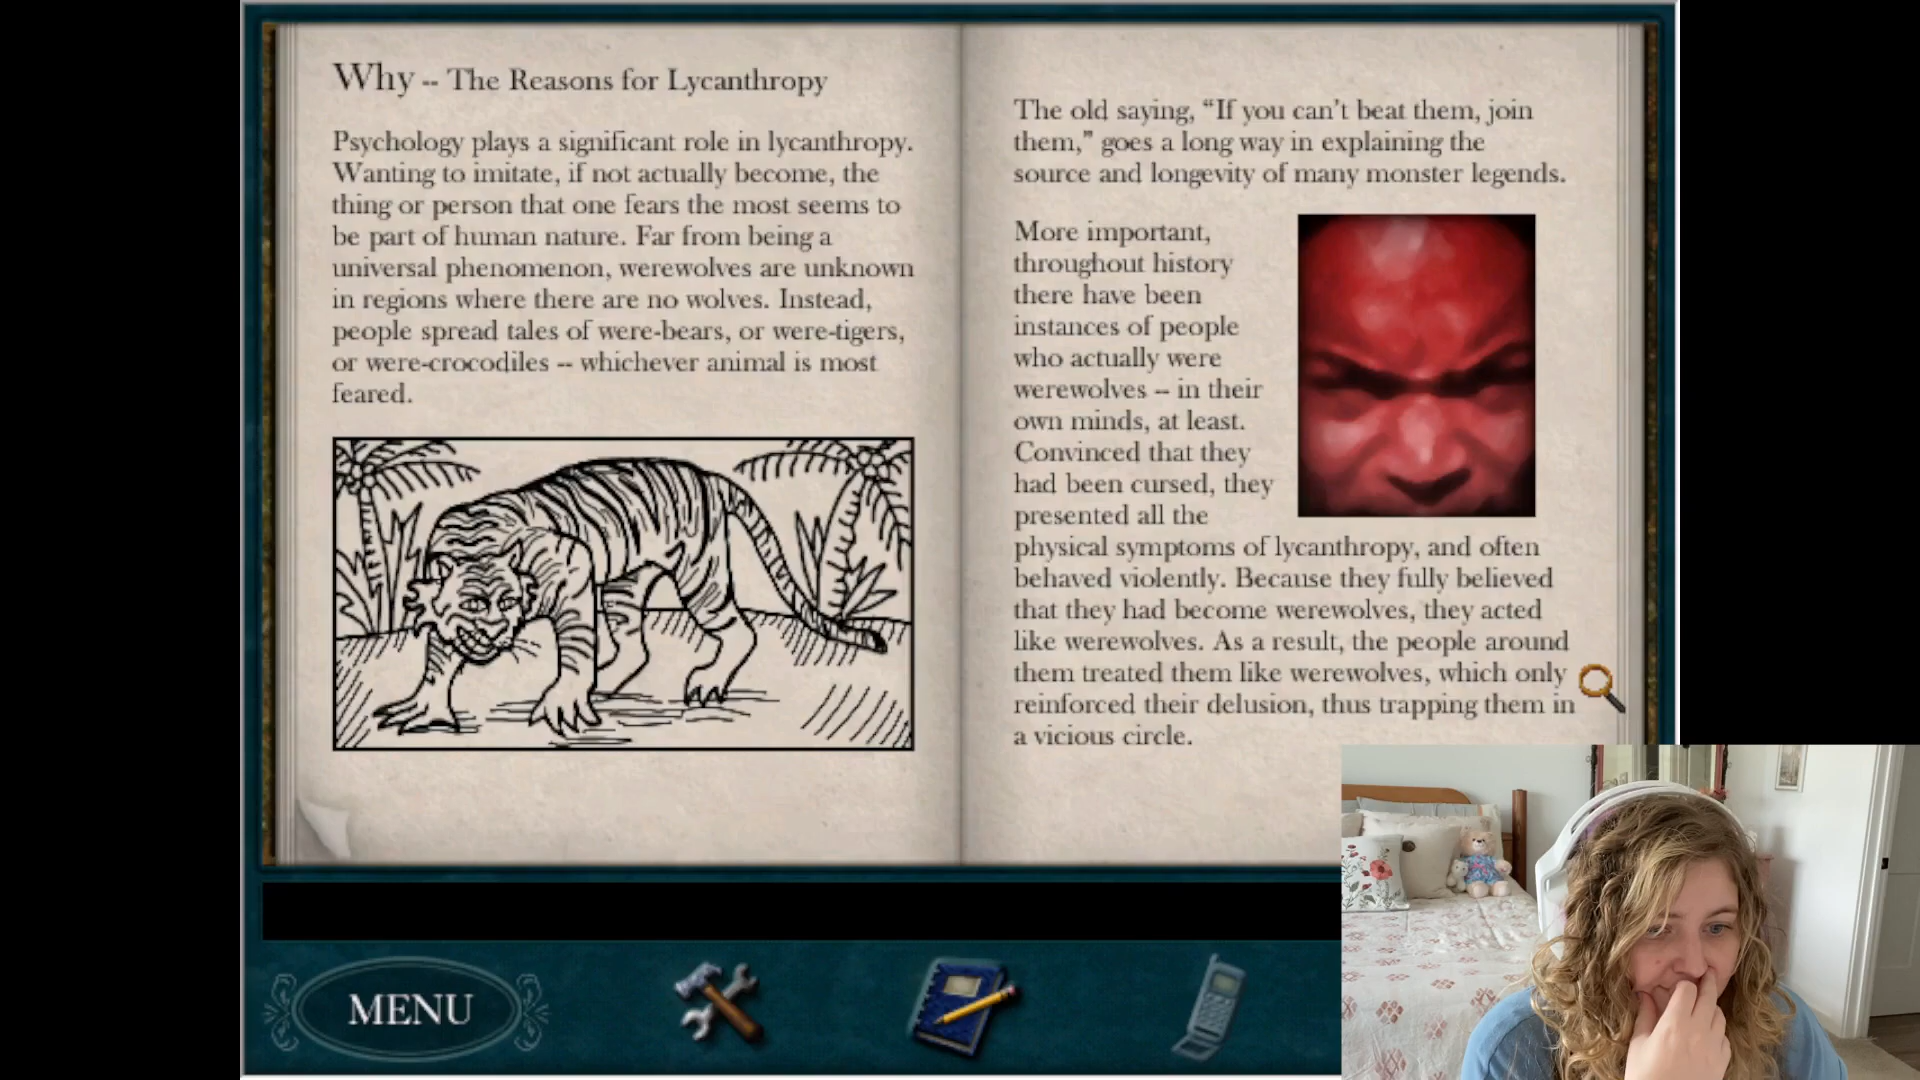 Why -- The Reasons for Lycanthropy
Psychology plays a significant role in lycanthropy.
Wanting to imitate, if not actually become, the
thing or person that one fears the most seems to
be part of human nature. Far from being a
universal phenomenon, werewolves are unknown
in regions where there are no wolves. Instead,
people spread tales of were-bears, or were-tigers,
or were-crocodiles -- whichever animal is most
feared.
The old saying, “If you can’t beat them, join
them,” goes a long way in explaining the
source and longevity of many monster legends.
More important,
throughout history
there have been
instances of people
who actually were
werewolves -- in their
own minds, at least.
Convinced that they
had been cursed, they
presented all the
physical symptoms of lycanthropy, and often
behaved violently. Because they fully believed
that they had become werewolves, they acted
like werewolves. As a result, the people around
them treated them like werewolves, which only
reinforced their delusion, thus trapping them in
a vicious circle.
MENU